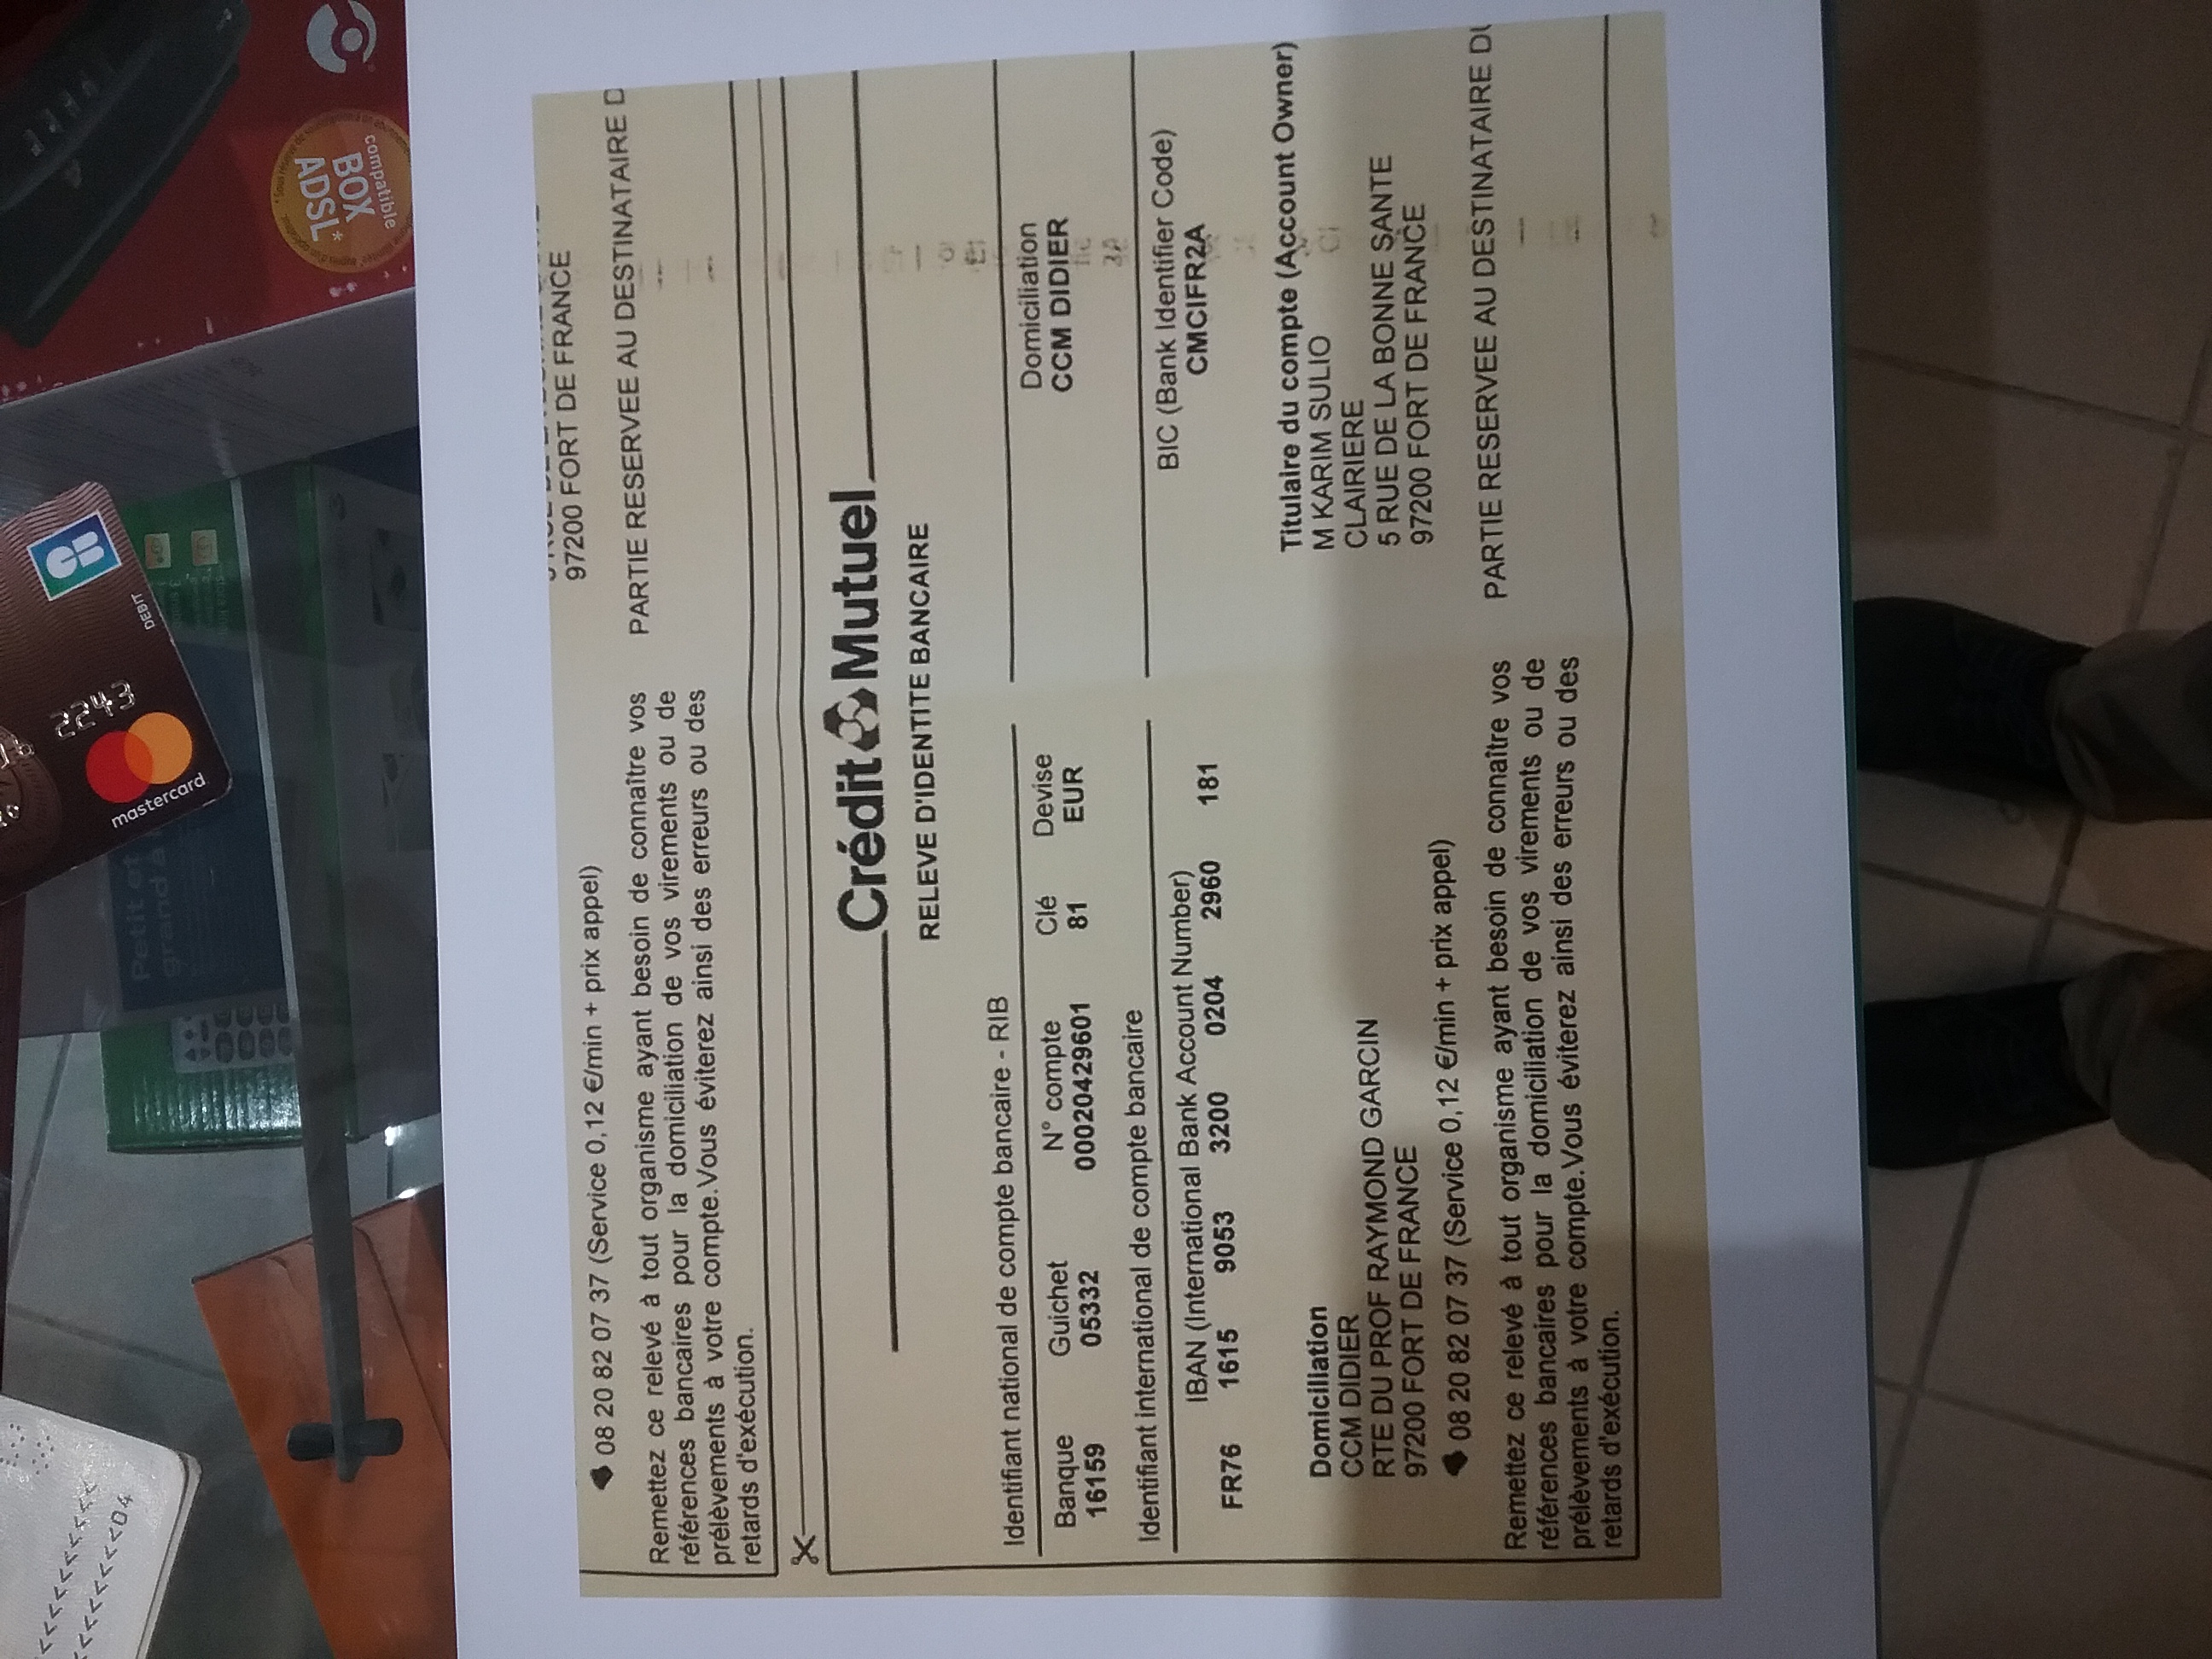 97200 FORT DE FRANCE
08 20 82 07 37 (Service 0,12 €/min + prix appel)
Remettez ce relevé à tout organisme ayant besoin de connaître vos
références bancaires pour la domiciliation de vos virements ou de
prélèvements à votre compte.Vous éviterez ainsi des erreurs ou des
retards d'exécution.
PARTIE RESERVEE AU DESTINATAIRE D
Crédit Mutuel
RELEVE D'IDENTITE BANCAIRE
Identifiant national de compte bancaire - RIB
Banque Guichet N° compte Clé Devise Domiciliation
16159 05332 00020429601 81 EUR CCM DIDIER
Identifiant international de compte bancaire
IBAN (International Bank Account Number) BIC (Bank Identifier Code)
FR76 1615 9053 3200 0204 2960 181 CMCIFR2A
Domiciliation
CCM DIDIER
RTE DU PROF RAYMOND GARCIN
97200 FORT DE FRANCE
08 20 82 07 37 (Service 0,12 €/min + prix appel)
Titulaire du compte (Account Owner)
M KARIM SULIO
CLAIRIERE
5 RUE DE LA BONNE SANTE
97200 FORT DE FRANCE
Remettez ce relevé à tout organisme ayant besoin de connaître vos
références bancaires pour la domiciliation de vos virements ou de
prélèvements à votre compte.Vous éviterez ainsi des erreurs ou des
retards d'exécution.
PARTIE RESERVEE AU DESTINATAIRE DU
2243
DEBIT
mastercard
CB
compatible
BOX
ADSL*
Petit et
grand à
<<<<<<<<<<
<<<<<<<<04